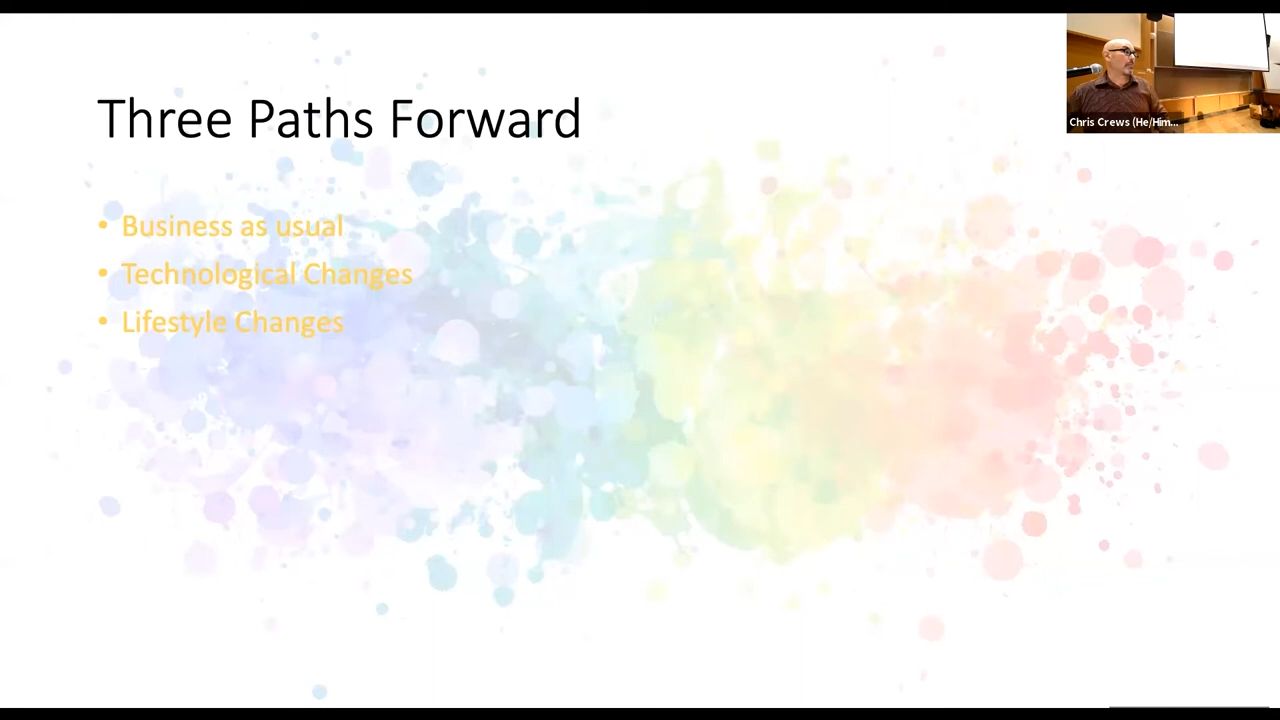 Three Paths Forward
• Business as usual
• Technological Changes
• Lifestyle Changes
Chris Crews (He/Him...